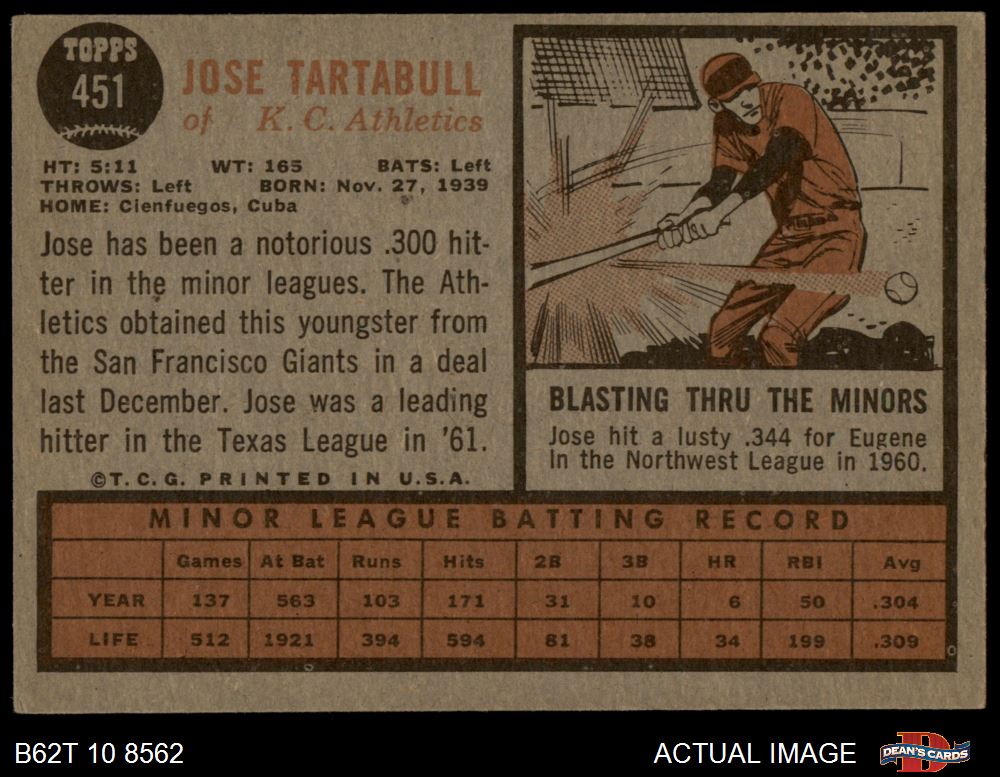 TOPPS
451
JOSE TARTABULL
of K. C. Athletics
HT: 5:11 WT: 165 BATS: Left
THROWS: Left BORN: Nov. 27, 1939
HOME: Cienfuegos, Cuba
Jose has been a notorious .300 hit-
ter in the minor leagues. The Ath-
letics obtained this youngster from
the San Francisco Giants in a deal
last December. Jose was a leading
hitter in the Texas League in '61.
©T. C. G. PRINTED IN U.S.A.
BLASTING THRU THE MINORS
Jose hit a lusty .344 for Eugene
In the Northwest League in 1960.
MINOR LEAGUE BATTING RECORD
Games At Bat Runs Hits 2B 3B HR RBI Avg
YEAR 137 563 103 171 31 10 6 50 .304
LIFE 512 1921 394 594 81 38 34 199 .309
B62T 10 8562
ACTUAL IMAGE
D
DEAN'S CARDS